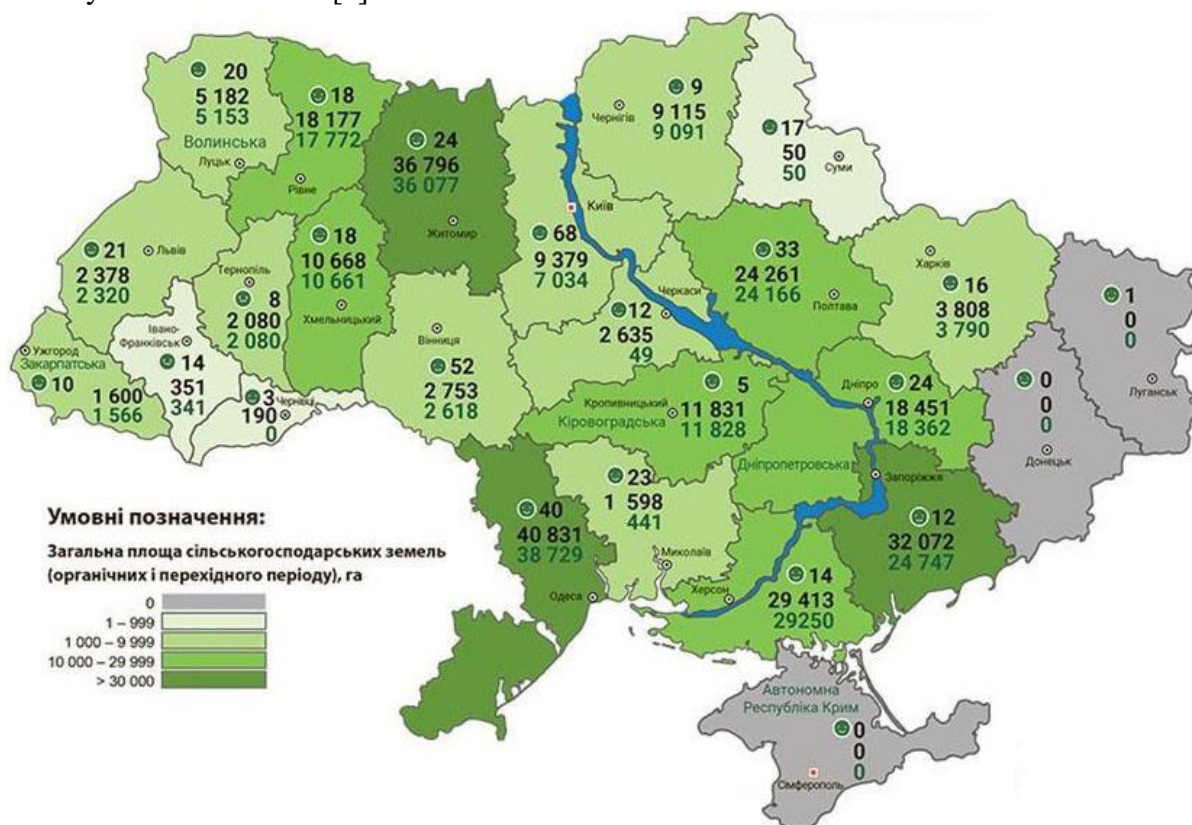 20
5 182
5 153
Волинська
Луцьк
18
18 177
17 772
Рівне
24
36 796
36 077
Житомир
9
Чернігів
9 115
9 091
17
50
50
Суми
Київ
68
9 379
7 034
21
Львів
2 378
2 320
Тернопіль
8
2 080
2 080
18
10 668
10 661
Хмельницький
33
24 261
24 166
Полтава
Харків
16
3 808
3 790
1
0
0
Луганськ
Черкаси
12
2 635
49
Вінниця
52
2 753
2 618
Івано-
Франківськ
14
351
341
Ужгород
Закарпатська
10
1 600
1 566
3
Чернівці
190
0
5
Кропивницький
11 831
Кіровоградська
11 828
Дніпро
24
18 451
18 362
Дніпропетровська
0
0
0
Донецьк
Запоріжжя
12
32 072
24 747
23
1 598
441
Миколаїв
40
40 831
38 729
Одеса
14
Херсон
29 413
29250
Автономна
Республіка Крим
0
0
0
Сімферополь
Умовні позначення:
Загальна площа сільськогосподарських земель
(органічних і перехідного періоду), га
0
1 – 999
1 000 – 9 999
10 000 – 29 999
> 30 000